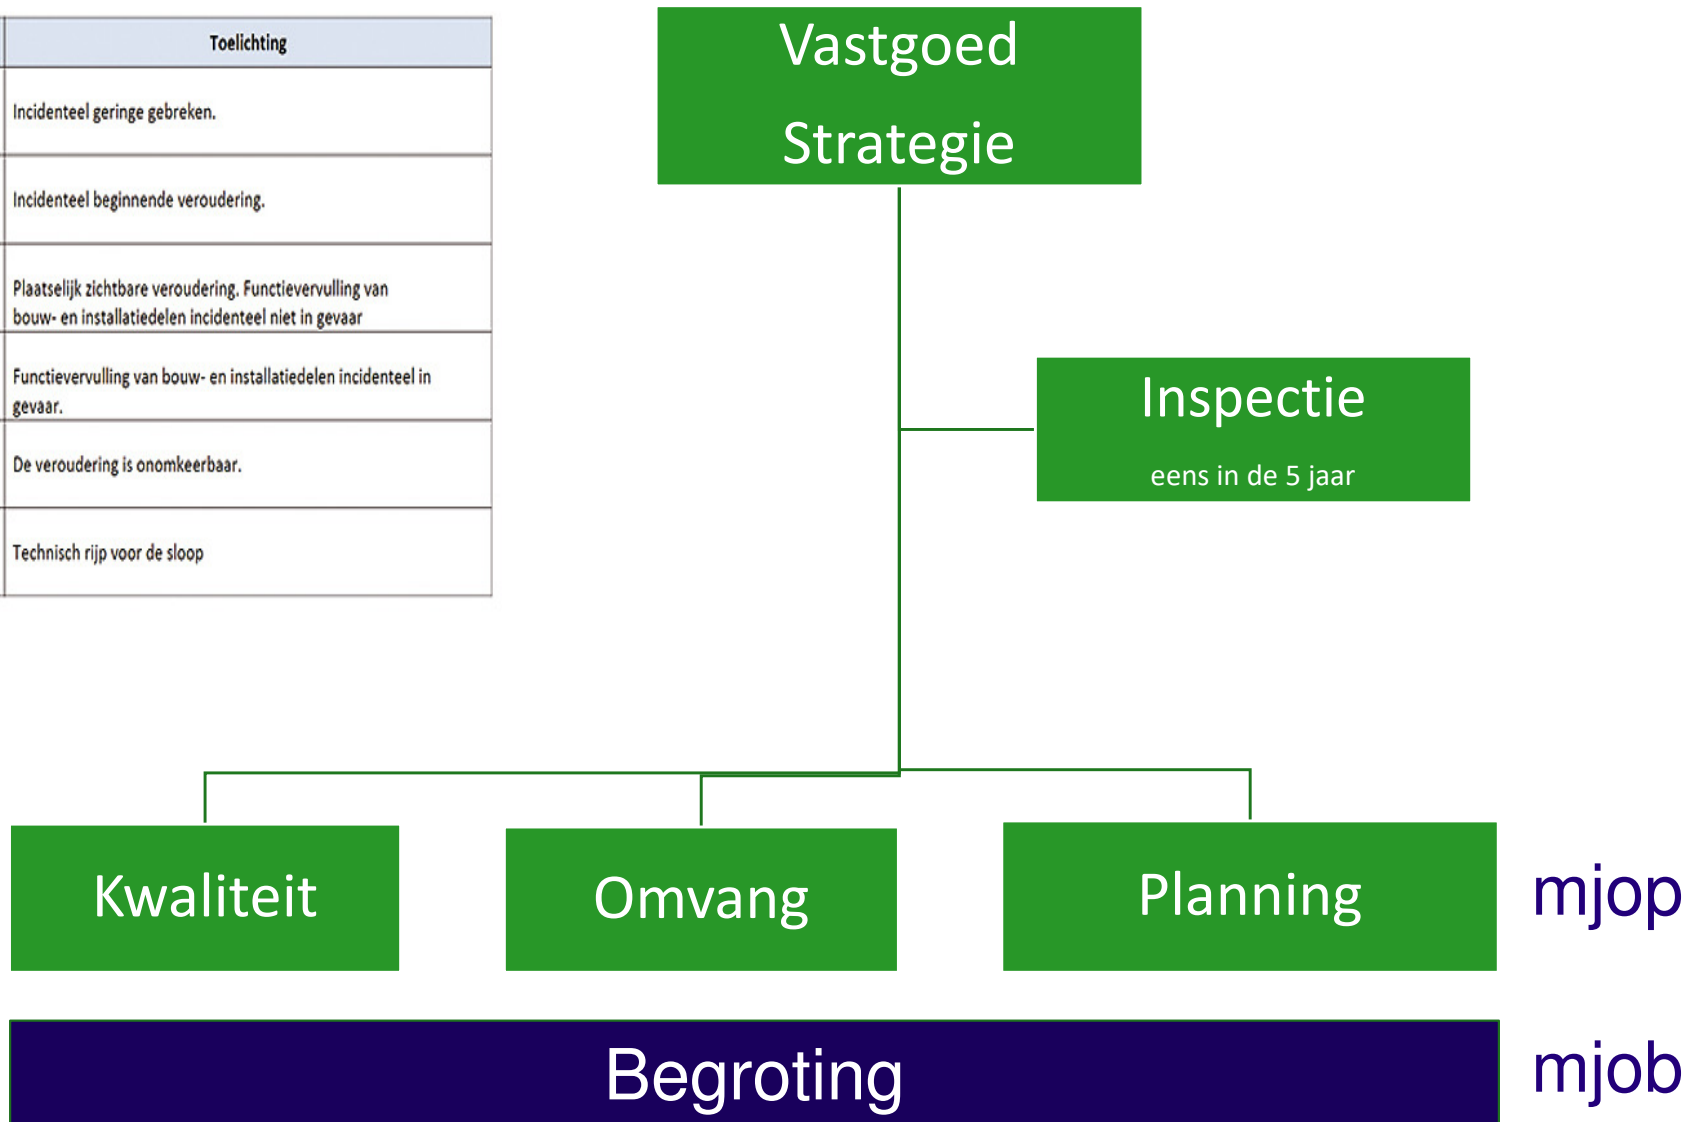 Toelichting
Incidenteel geringe gebreken.
Incidenteel beginnende veroudering.
Plaatselijk zichtbare veroudering. Functievervulling van
bouw- en installatiedelen incidenteel niet in gevaar
Functievervulling van bouw- en installatiedelen incidenteel in
gevaar.
De veroudering is onomkeerbaar.
Technisch rijp voor de sloop
Vastgoed
Strategie
Inspectie
eens in de 5 jaar
Kwaliteit
Omvang
Planning
mjop
Begroting
mjob